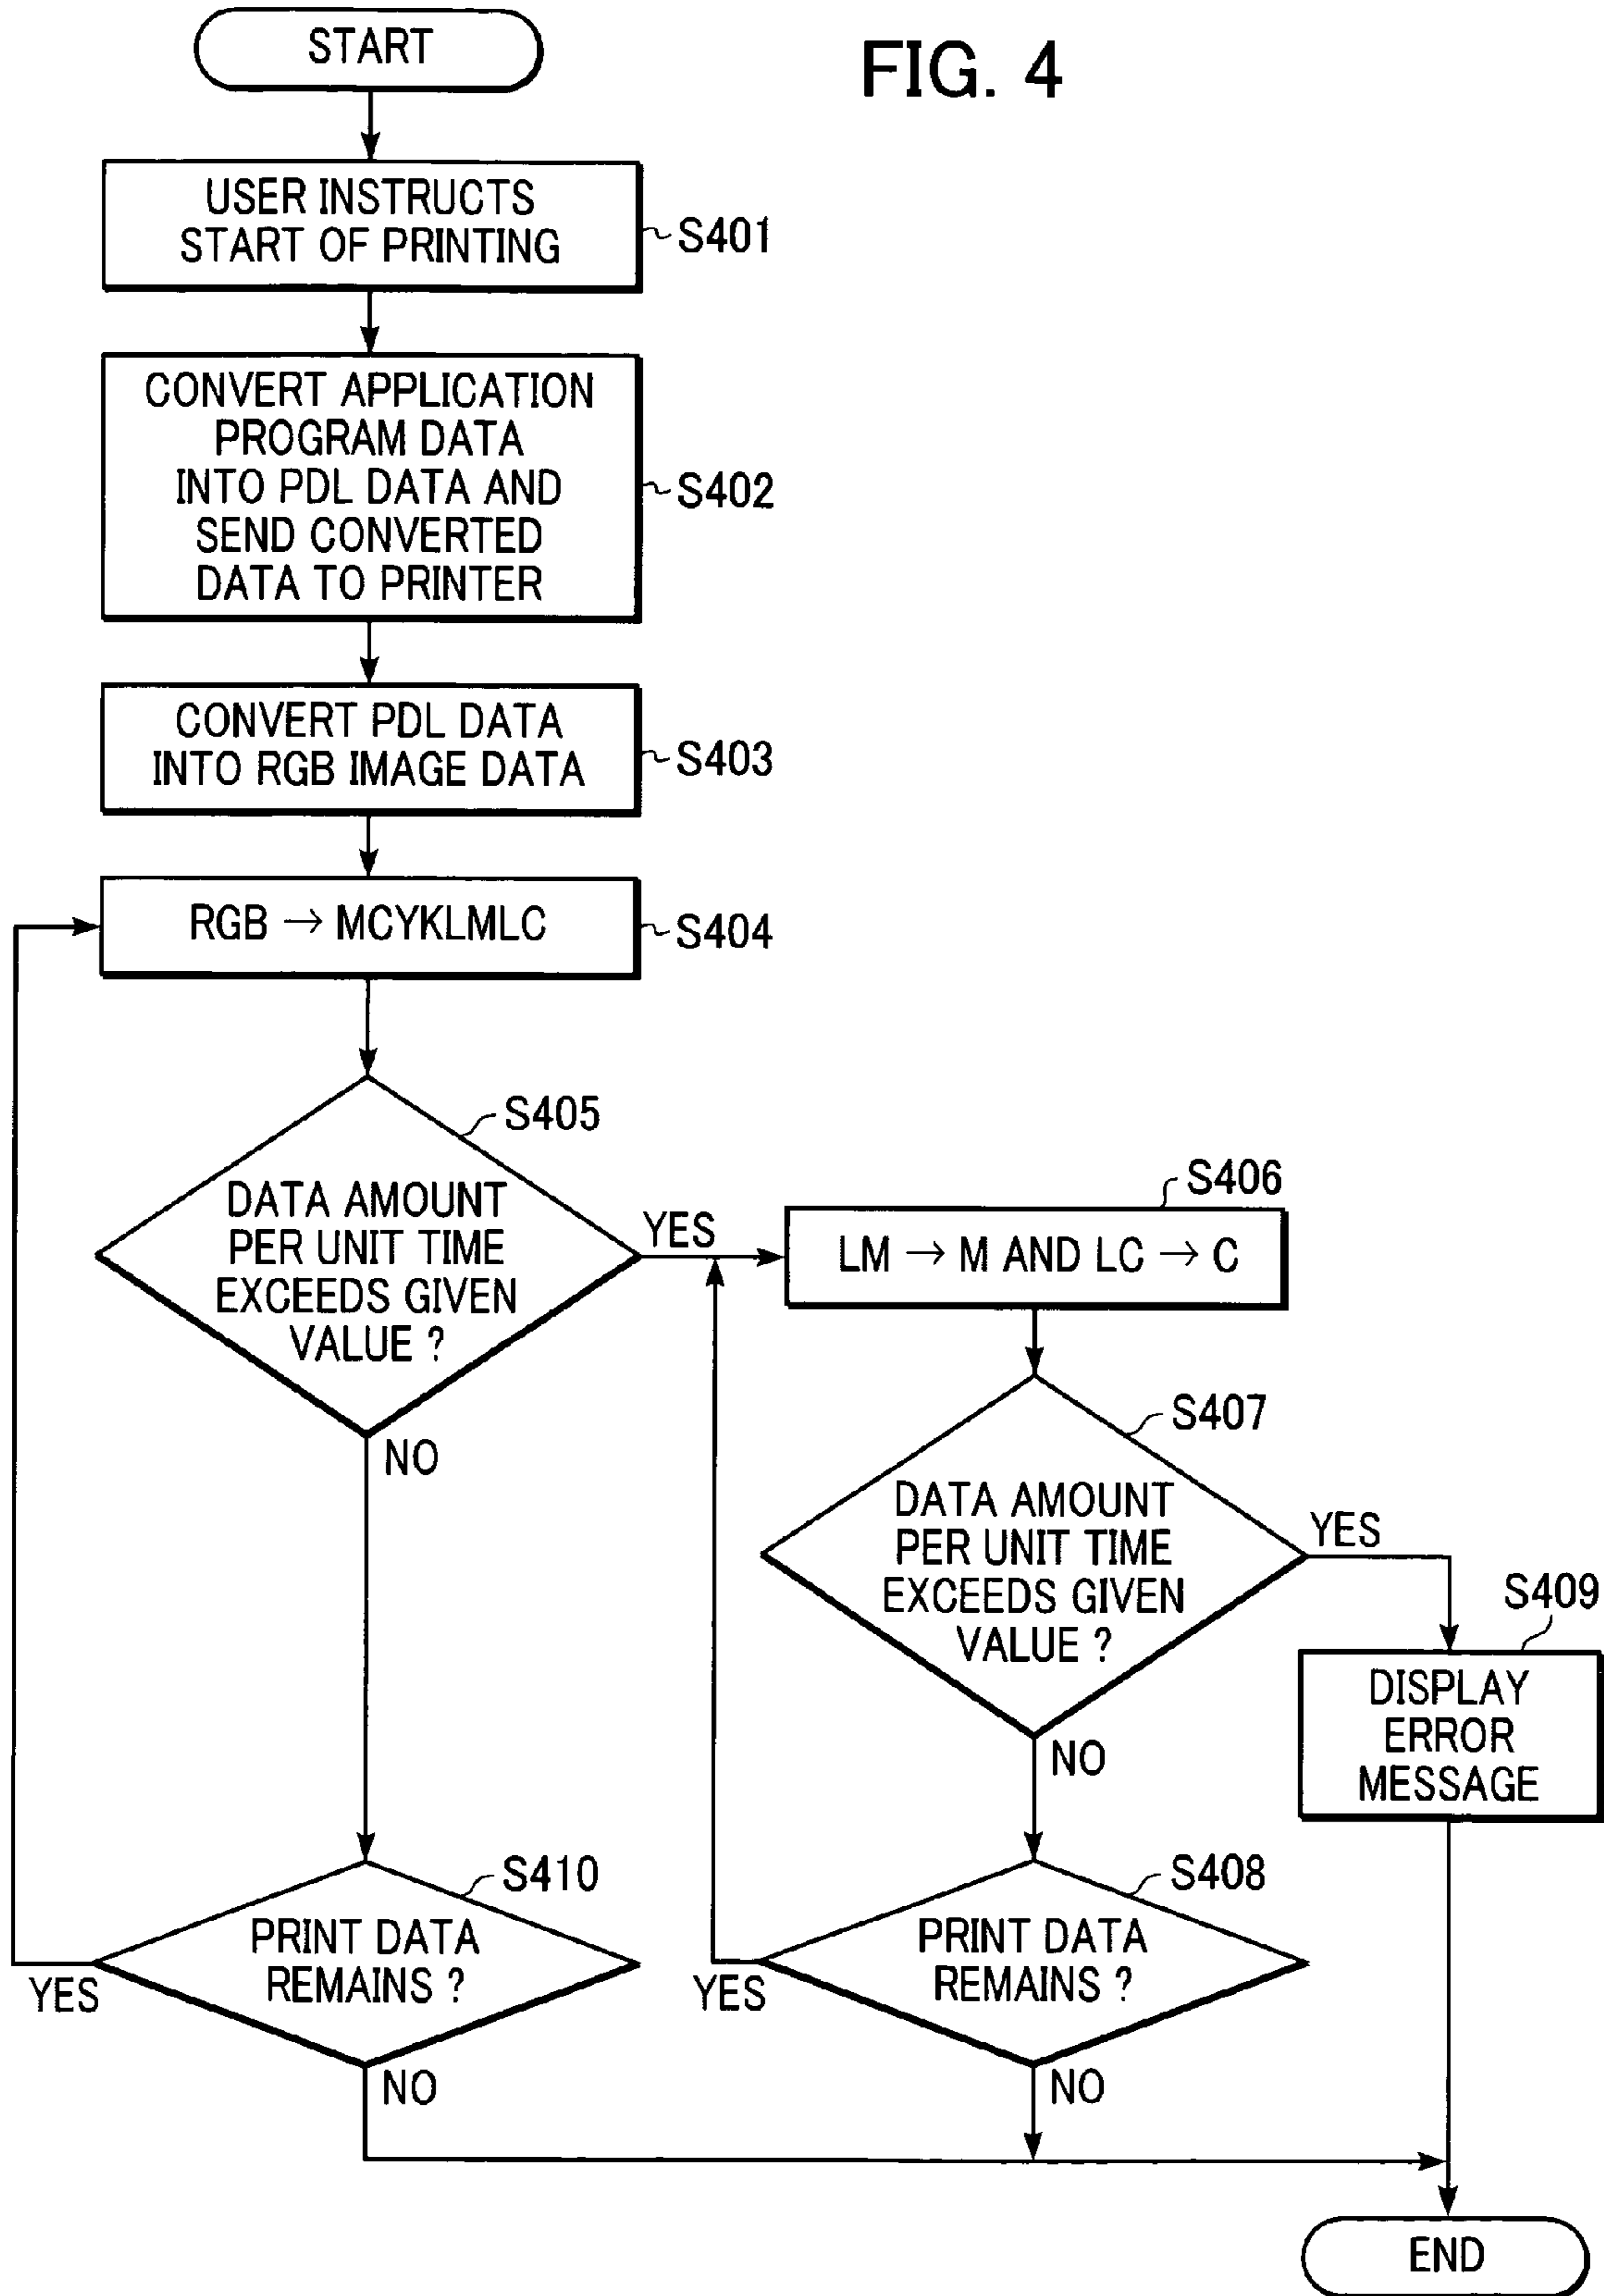 FIG. 4
START
USER INSTRUCTS
START OF PRINTING
S401
CONVERT APPLICATION
PROGRAM DATA
INTO PDL DATA AND
SEND CONVERTED
DATA TO PRINTER
S402
CONVERT PDL DATA
INTO RGB IMAGE DATA
S403
RGB → MCYKLMLC
S404
S405
DATA AMOUNT
PER UNIT TIME
EXCEEDS GIVEN
VALUE ?
YES
NO
S406
LM → M AND LC → C
S407
DATA AMOUNT
PER UNIT TIME
EXCEEDS GIVEN
VALUE ?
YES
NO
S409
DISPLAY
ERROR
MESSAGE
S410
PRINT DATA
REMAINS ?
YES
NO
S408
PRINT DATA
REMAINS ?
YES
NO
END